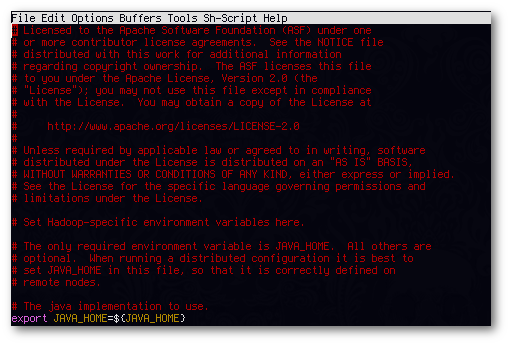 File Edit Options Buffers Tools Sh-Script Help
# Licensed to the Apache Software Foundation (ASF) under one
# or more contributor license agreements.  See the NOTICE file
# distributed with this work for additional information
# regarding copyright ownership.  The ASF licenses this file
# to you under the Apache License, Version 2.0 (the
# "License"); you may not use this file except in compliance
# with the License.  You may obtain a copy of the License at
#
#     http://www.apache.org/licenses/LICENSE-2.0
#
# Unless required by applicable law or agreed to in writing, software
# distributed under the License is distributed on an "AS IS" BASIS,
# WITHOUT WARRANTIES OR CONDITIONS OF ANY KIND, either express or implied.
# See the License for the specific language governing permissions and
# limitations under the License.

# Set Hadoop-specific environment variables here.

# The only required environment variable is JAVA_HOME.  All others are
# optional.  When running a distributed configuration it is best to
# set JAVA_HOME in this file, so that it is correctly defined on
# remote nodes.

# The java implementation to use.
export JAVA_HOME=${JAVA_HOME}